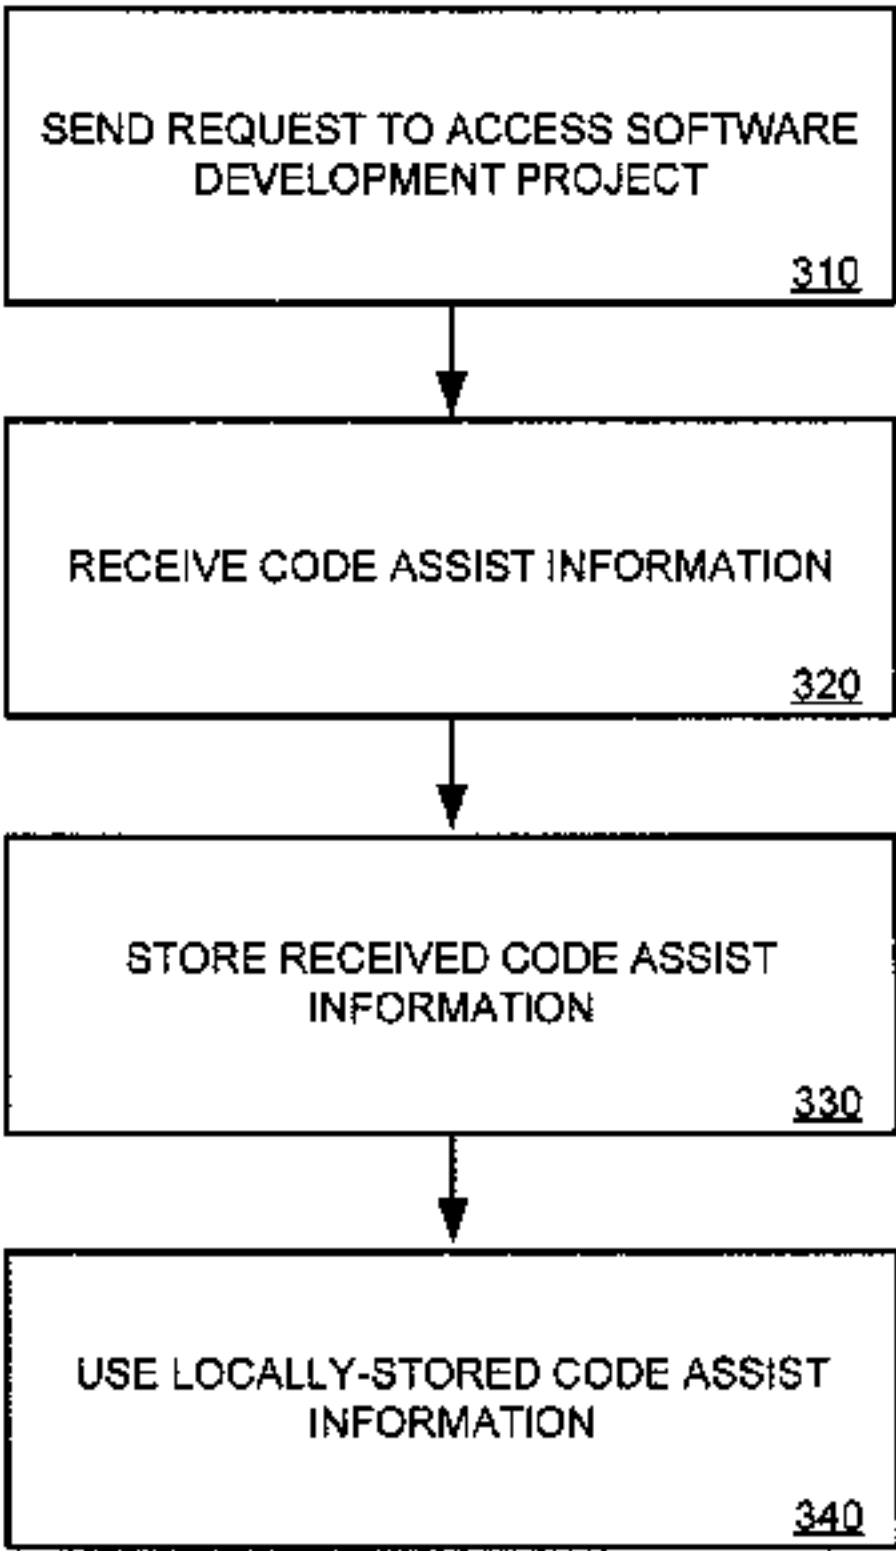 SEND REQUEST TO ACCESS SOFTWARE
DEVELOPMENT PROJECT
310
RECEIVE CODE ASSIST INFORMATION
320
STORE RECEIVED CODE ASSIST
INFORMATION
330
USE LOCALLY-STORED CODE ASSIST
INFORMATION
340